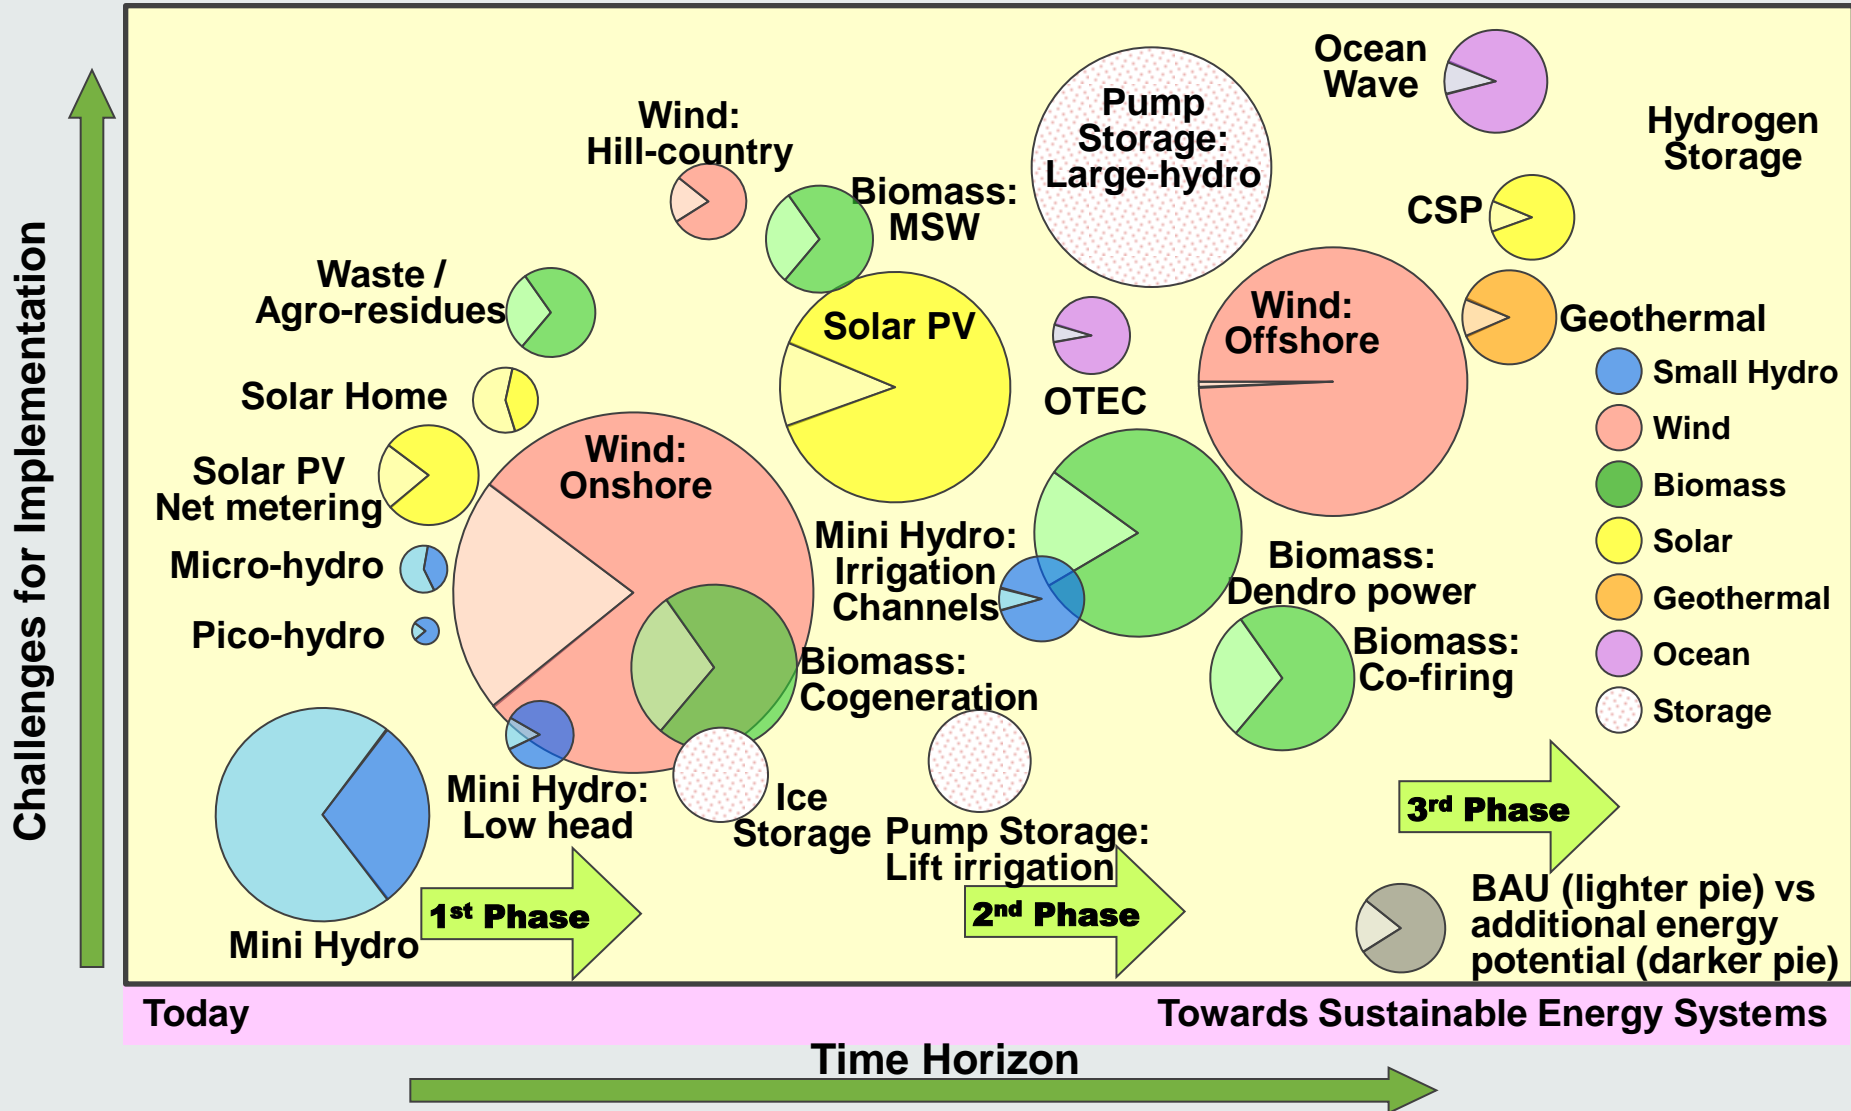 Challenges for Implementation
Ocean
Wave
Pump
Storage:
Large-hydro
Hydrogen
Storage
Wind:
Hill-country
Biomass:
MSW
CSP
Waste /
Agro-residues
Solar PV
Wind:
Offshore
Geothermal
Solar Home
OTEC
Wind:
Onshore
Solar PV
Net metering
Micro-hydro
Mini Hydro:
Irrigation
Channels
Biomass:
Dendro power
Pico-hydro
Biomass:
Cogeneration
Biomass:
Co-firing
Small Hydro
Wind
Biomass
Solar
Geothermal
Ocean
Storage
Mini Hydro:
Low head
Ice
Storage
Pump Storage:
Lift irrigation
Mini Hydro
1st Phase
2nd Phase
3rd Phase
BAU (lighter pie) vs
additional energy
potential (darker pie)
Today
Towards Sustainable Energy Systems
Time Horizon